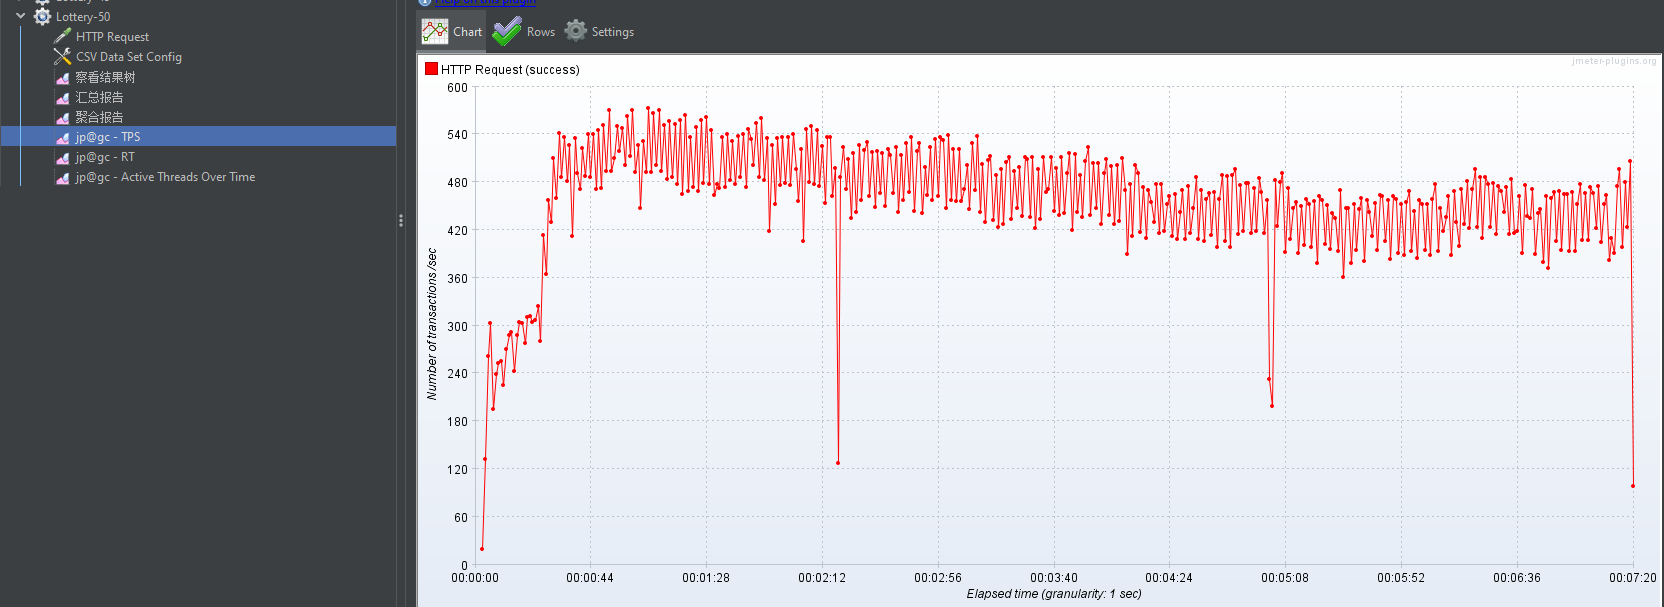 Lottery-50
HTTP Request
CSV Data Set Config
察看结果树
汇总报告
聚合报告
jp@gc - TPS
jp@gc - RT
jp@gc - Active Threads Over Time
Help on this plugin
Chart
Rows
Settings
HTTP Request (success)
jmeter-plugins.org
600
540
480
420
360
300
240
180
120
60
0
Number of transactions /sec
00:00:00
00:00:44
00:01:28
00:02:12
00:02:56
00:03:40
00:04:24
00:05:08
00:05:52
00:06:36
00:07:20
Elapsed time (granularity: 1 sec)